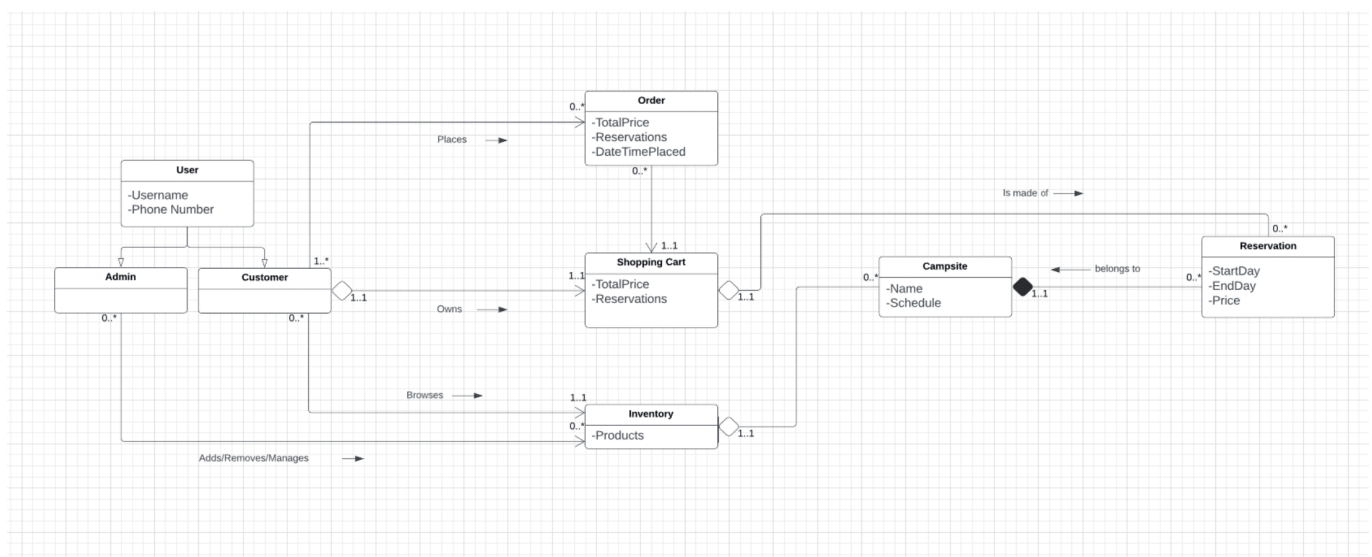 Order
-TotalPrice
-Reservations
-DateTimePlaced
0..*
0..*
Places
User
-Username
-Phone Number
Admin
0..*
Customer
1..*
1..1
0..*
Owns
1..1
1..1
Shopping Cart
-TotalPrice
-Reservations
1..1
Is made of
0..*
Reservation
-StartDay
-EndDay
-Price
0..*
belongs to
Campsite
-Name
-Schedule
0..*
1..1
Browses
1..1
0..*
Inventory
-Products
1..1
Adds/Removes/Manages